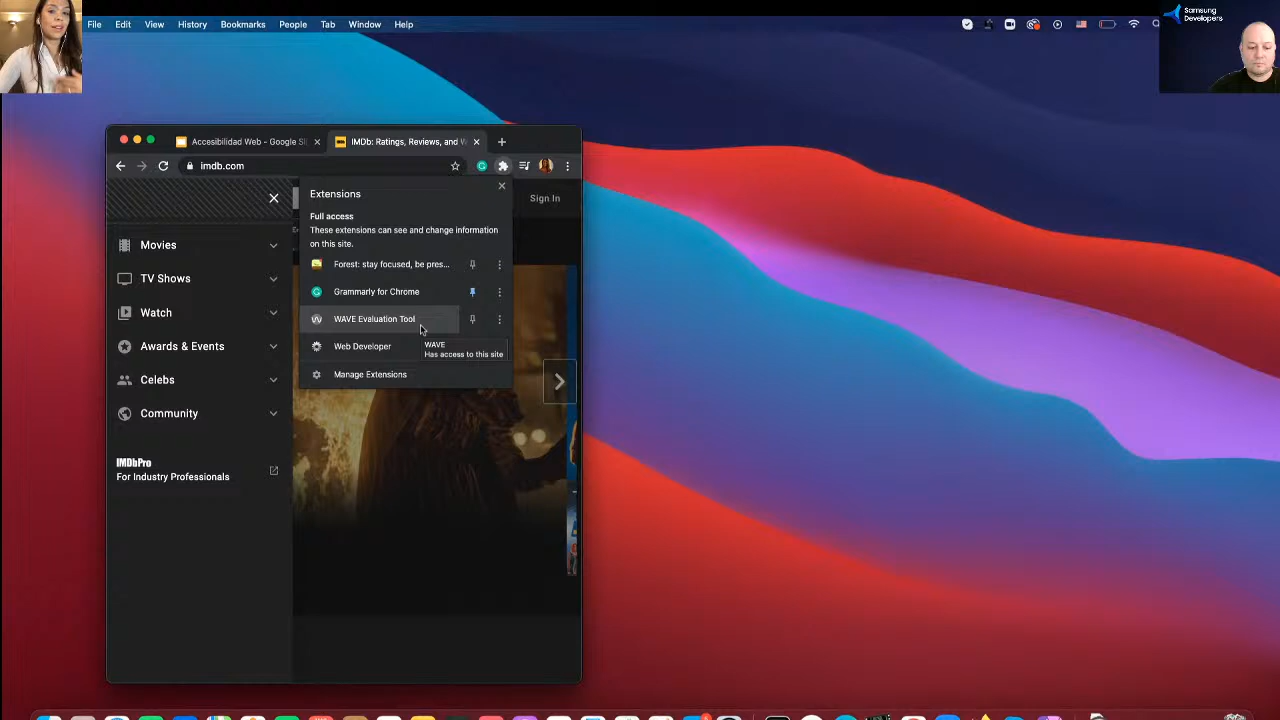 File Edit View History Bookmarks People Tab Window Help
Samsung
Developers
Accesibilidad Web - Google Sl
IMDb: Ratings, Reviews, and W
imdb.com
Extensions
Sign In
Full access
These extensions can see and change information
on this site.
Movies
Forest: stay focused, be pres...
TV Shows
Grammarly for Chrome
Watch
WAVE Evaluation Tool
Awards & Events
Web Developer
WAVE
Has access to this site
Celebs
Manage Extensions
Community
IMDbPro
For Industry Professionals